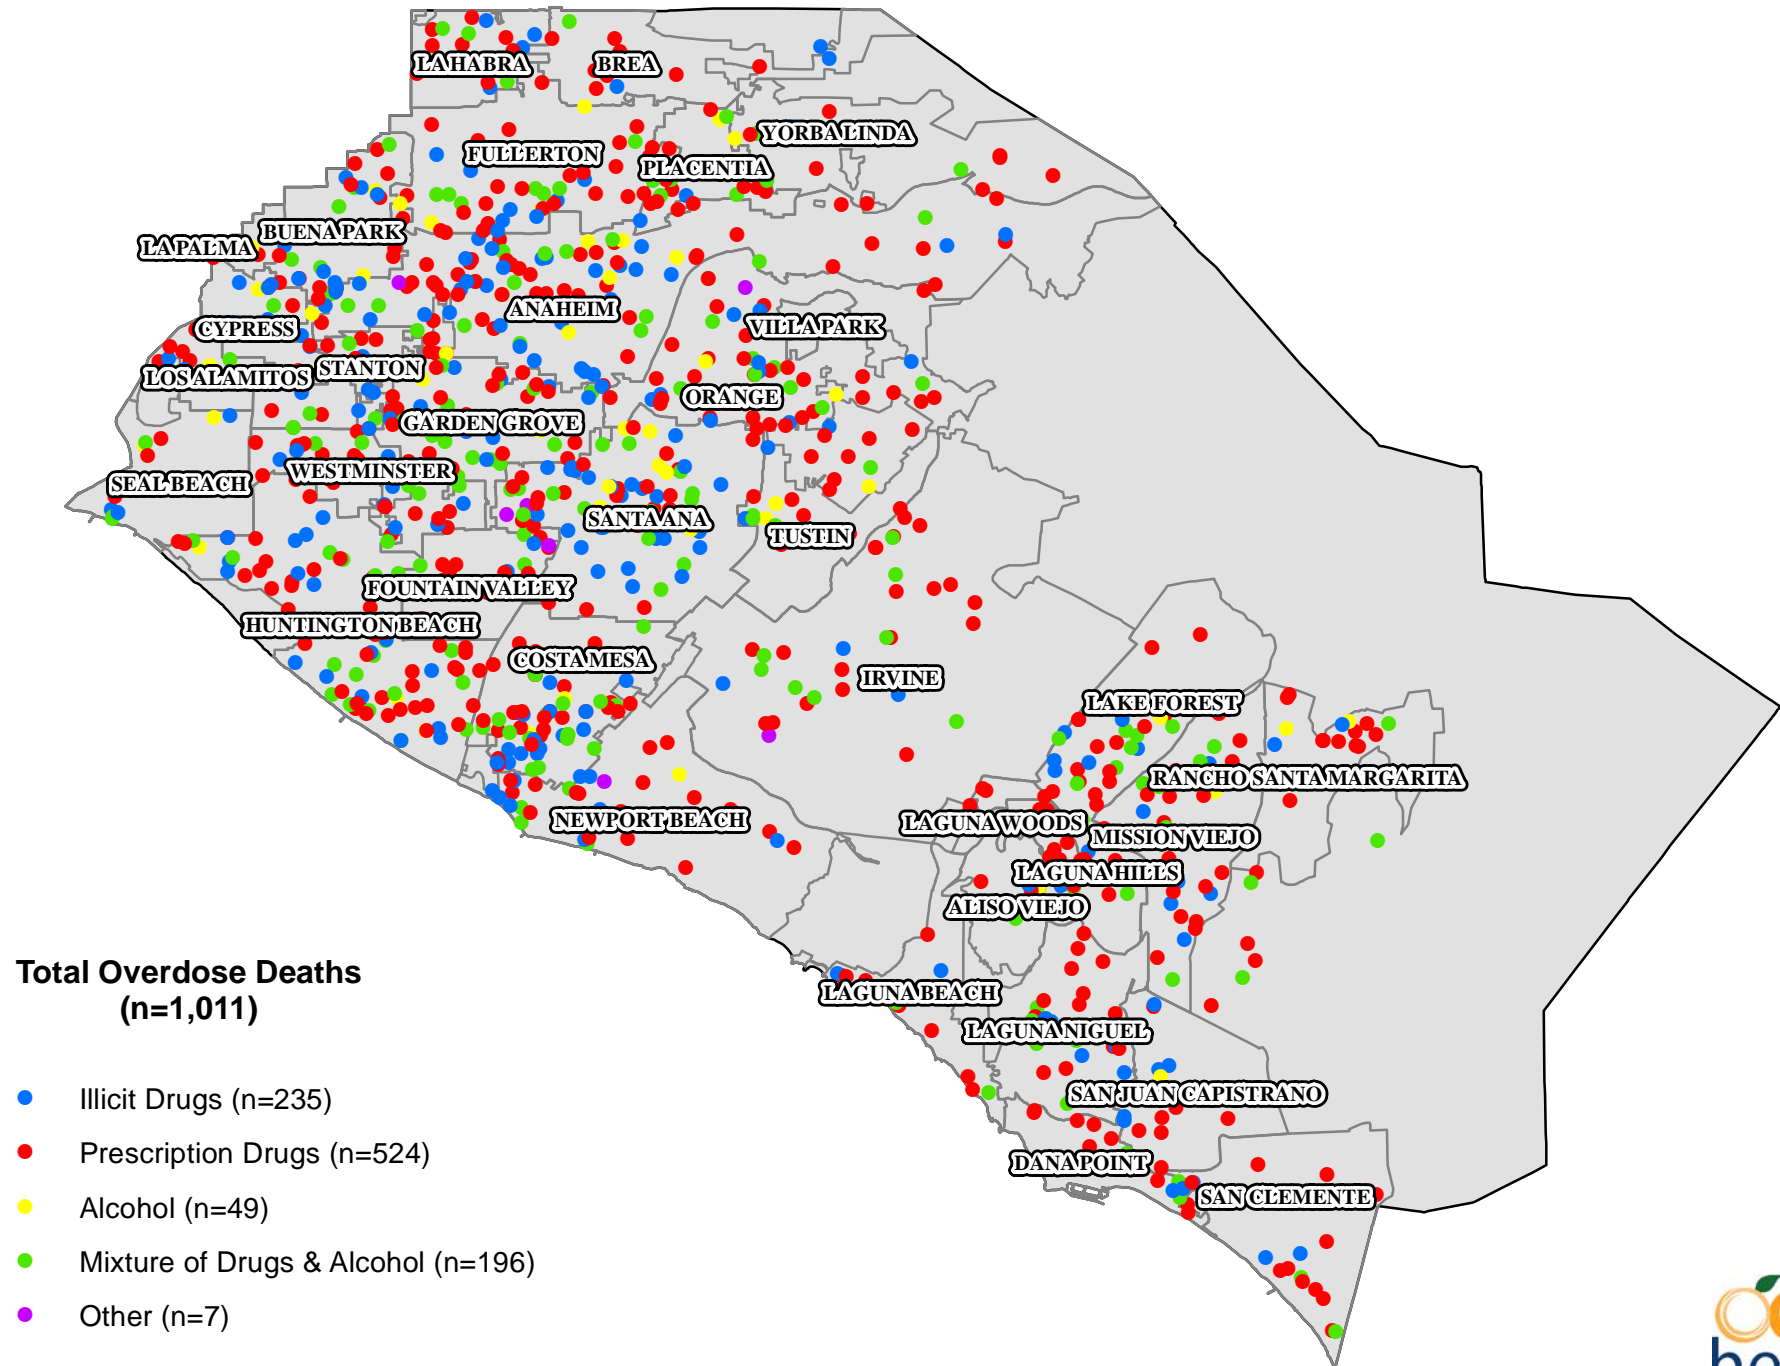 LA HABRA
BREA
YORBA LINDA
FULLERTON
PLACENTIA
BUENA PARK
LA PALMA
ANAHEIM
CYPRESS
VILLA PARK
STANTON
LOS ALAMITOS
ORANGE
GARDEN GROVE
WESTMINSTER
SEAL BEACH
SANTA ANA
TUSTIN
FOUNTAIN VALLEY
HUNTINGTON BEACH
COSTA MESA
IRVINE
LAKE FOREST
RANCHO SANTA MARGARITA
NEWPORT BEACH
LAGUNA WOODS
MISSION VIEJO
LAGUNA HILLS
ALISO VIEJO
LAGUNA BEACH
LAGUNA NIGUEL
SAN JUAN CAPISTRANO
DANA POINT
SAN CLEMENTE
Total Overdose Deaths
(n=1,011)
Illicit Drugs (n=235)
Prescription Drugs (n=524)
Alcohol (n=49)
Mixture of Drugs & Alcohol (n=196)
Other (n=7)